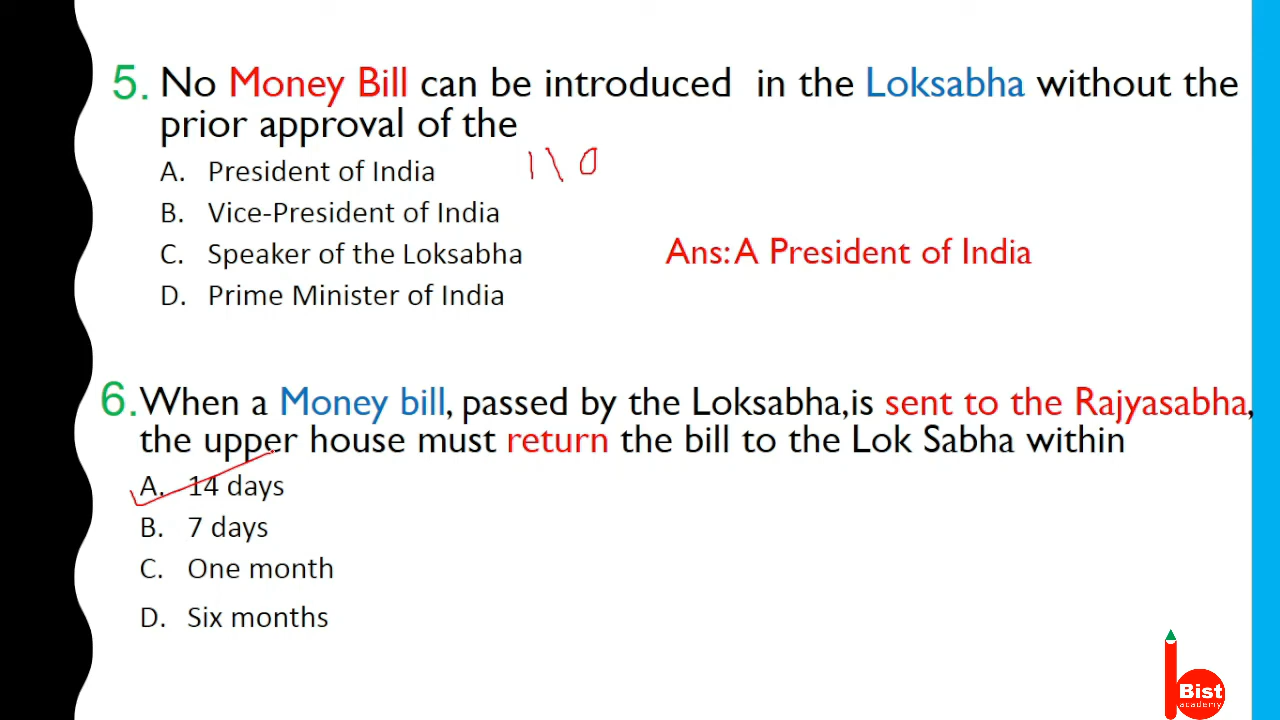 5. No Money Bill can be introduced in the Loksabha without the
prior approval of the
A. President of India
1\0
B. Vice-President of India
C. Speaker of the Loksabha
Ans: A President of India
D. Prime Minister of India
6. When a Money bill, passed by the Loksabha,is sent to the Rajyasabha,
the upper house must return the bill to the Lok Sabha within
A. 14 days
B. 7 days
C. One month
D. Six months
Bist
academy